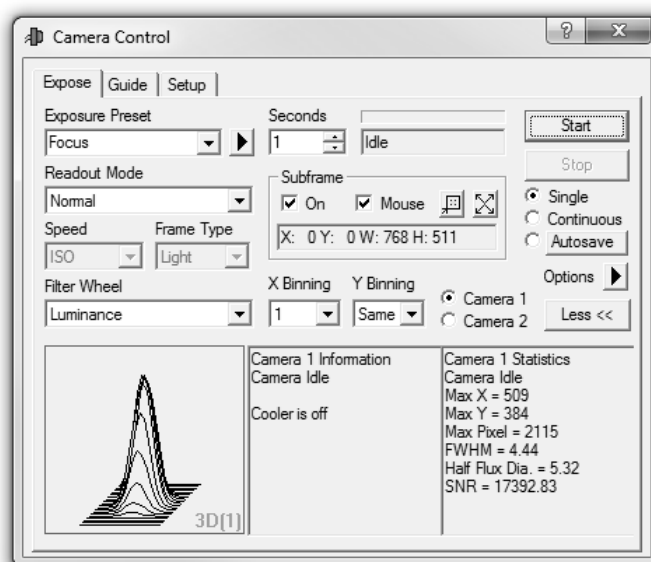 Camera Control
Expose Guide Setup
Exposure Preset
Focus
Seconds
1
Idle
Start
Stop
Readout Mode
Normal
Subframe
On Mouse
X: 0 Y: 0 W: 768 H: 511
Single
Continuous
Autosave
Speed Frame Type
ISO Light
Options
Filter Wheel
Luminance
X Binning Y Binning
1 Same
Camera 1
Camera 2
Less <<
3D(1)
Camera 1 Information
Camera Idle
Cooler is off
Camera 1 Statistics
Camera Idle
Max X = 509
Max Y = 384
Max Pixel = 2115
FWHM = 4.44
Half Flux Dia. = 5.32
SNR = 17392.83